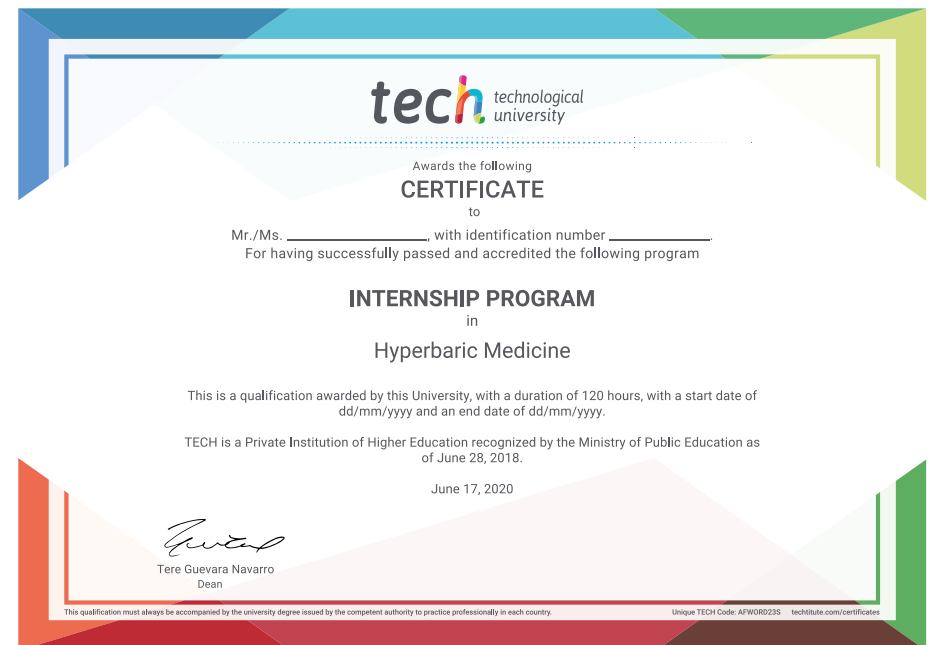 tech technological
university
Awards the following
CERTIFICATE
to
Mr./Ms. ____________________, with identification number ______________.
For having successfully passed and accredited the following program
INTERNSHIP PROGRAM
in
Hyperbaric Medicine
This is a qualification awarded by this University, with a duration of 120 hours, with a start date of
dd/mm/yyyy and an end date of dd/mm/yyyy.
TECH is a Private Institution of Higher Education recognized by the Ministry of Public Education as
of June 28, 2018.
June 17, 2020
Tere Guevara Navarro
Dean
This qualification must always be accompanied by the university degree issued by the competent authority to practice professionally in each country. Unique TECH Code: AFWORD23S techtitute.com/certificates